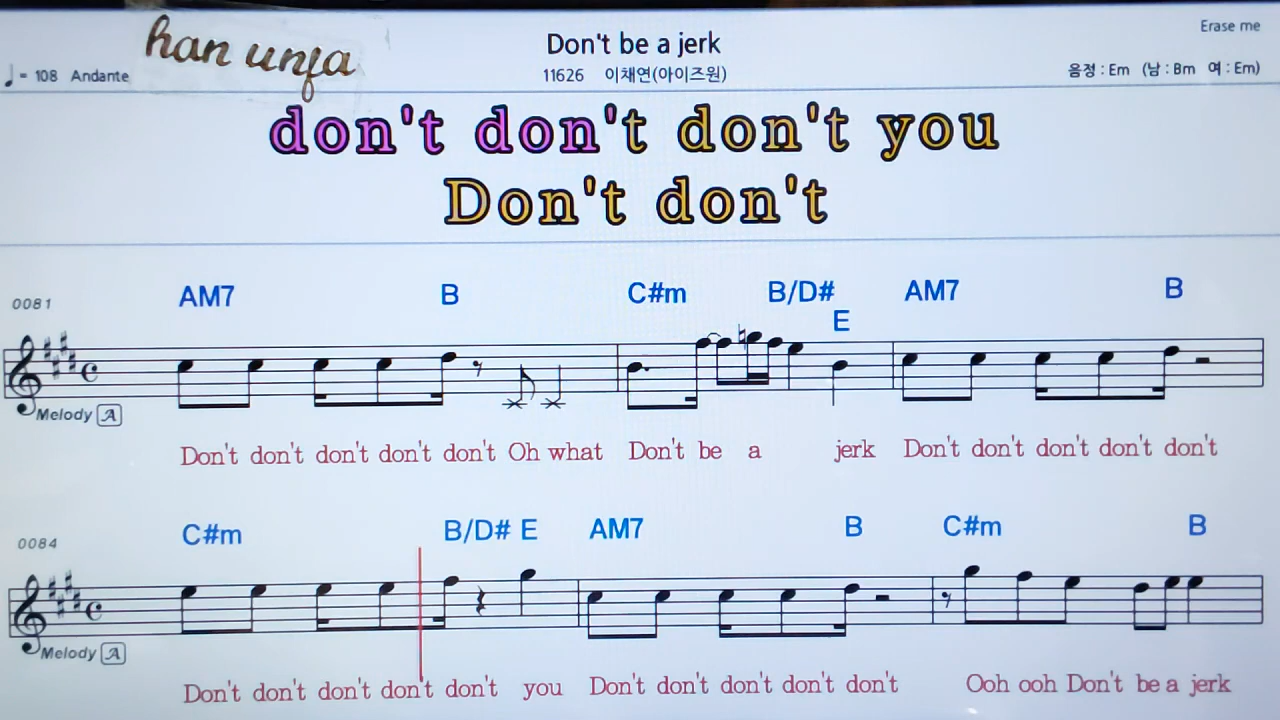 han unfa
Don't be a jerk
Erase me
♩ = 108 Andante
11626 이채연(아이즈원)
음정 : Em (남 : Bm 여 : Em)
don't don't don't you
Don't don't
0081 AM7 B C#m B/D# E AM7 B
Melody A
Don't don't don't don't don't Oh what Don't be a jerk Don't don't don't don't don't
0084 C#m B/D# E AM7 B C#m B
Melody A
Don't don't don't don't don't you Don't don't don't don't don't Ooh ooh Don't be a jerk